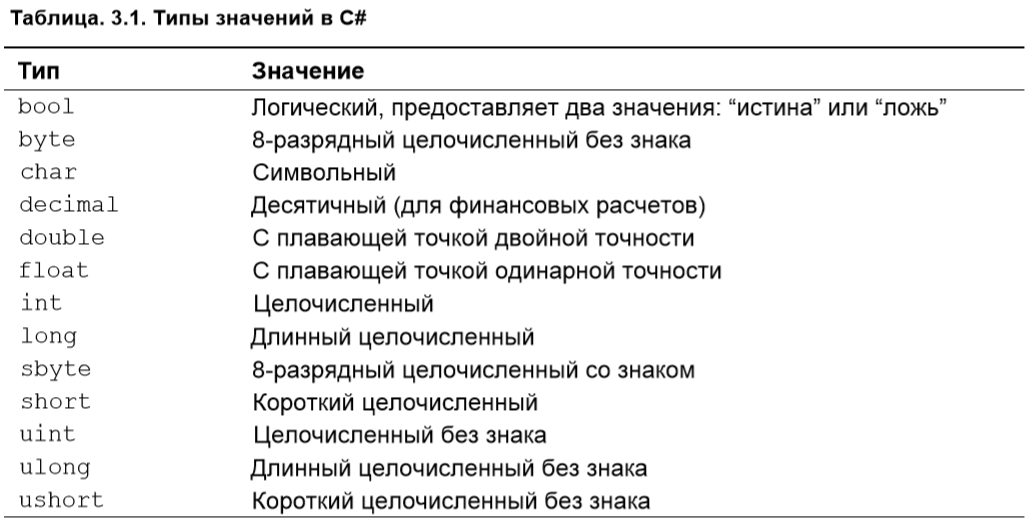 Таблица. 3.1. Типы значений в C#
Тип Значение
bool Логический, предоставляет два значения: “истина” или “ложь”
byte 8-разрядный целочисленный без знака
char Символьный
decimal Десятичный (для финансовых расчетов)
double С плавающей точкой двойной точности
float С плавающей точкой одинарной точности
int Целочисленный
long Длинный целочисленный
sbyte 8-разрядный целочисленный со знаком
short Короткий целочисленный
uint Целочисленный без знака
ulong Длинный целочисленный без знака
ushort Короткий целочисленный без знака